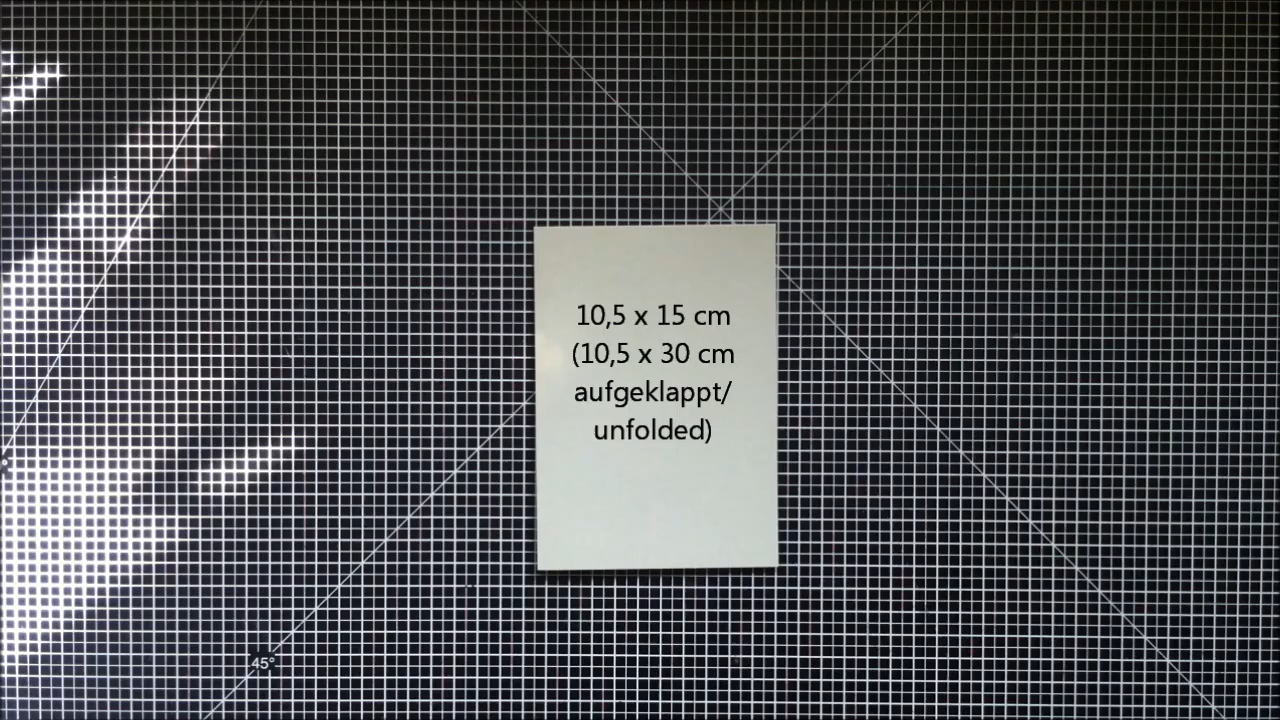 10,5 x 15 cm
(10,5 x 30 cm
aufgeklappt/
unfolded)
45°